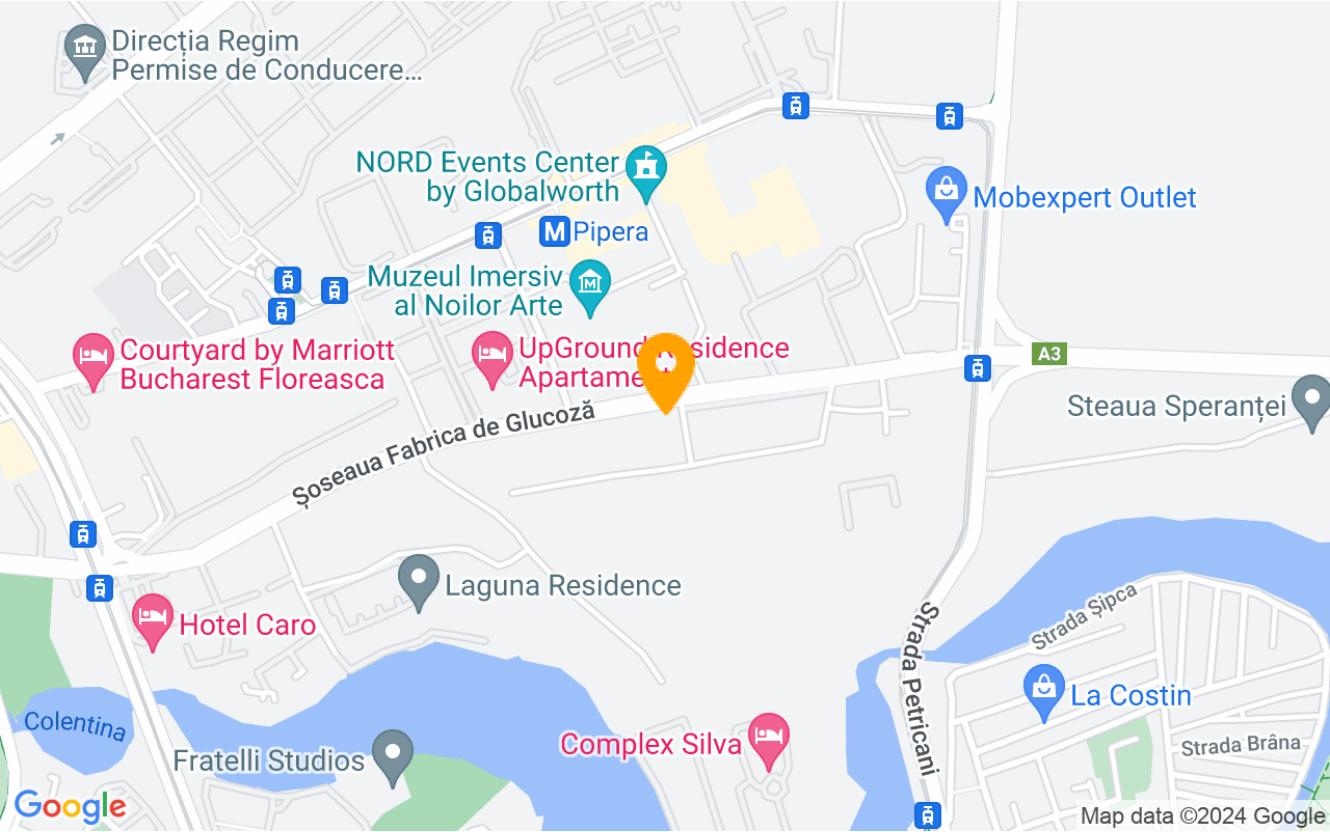 Direcția Regim
Permise de Conducere...
NORD Events Center
by Globalworth
Mobexpert Outlet
M Pipera
Muzeul Imersiv
al Noilor Arte
Courtyard by Marriott
Bucharest Floreasca
UpGround Residence
Apartament
A3
Steaua Speranței
Șoseaua Fabrica de Glucoză
Laguna Residence
Hotel Caro
Strada Șipca
Strada Petricani
La Costin
Colentina
Fratelli Studios
Complex Silva
Strada Brâna
Google
Map data ©2024 Google